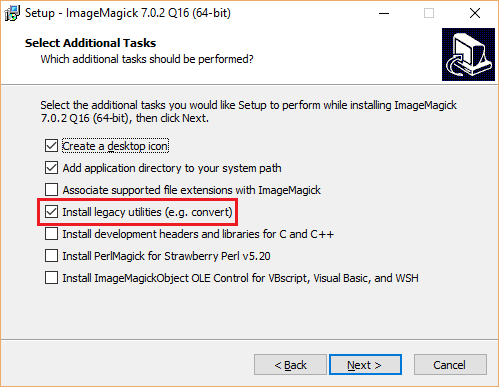 Setup - ImageMagick 7.0.2 Q16 (64-bit)
Select Additional Tasks
Which additional tasks should be performed?
Select the additional tasks you would like Setup to perform while installing ImageMagick
7.0.2 Q16 (64-bit), then click Next.
Create a desktop icon
Add application directory to your system path
Associate supported file extensions with ImageMagick
Install legacy utilities (e.g. convert)
Install development headers and libraries for C and C++
Install PerlMagick for Strawberry Perl v5.20
Install ImageMagickObject OLE Control for VBscript, Visual Basic, and WSH
< Back
Next >
Cancel